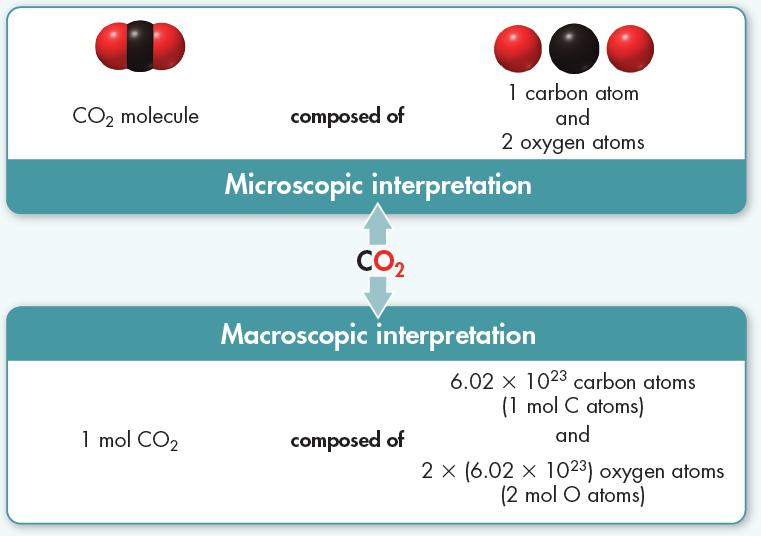 CO₂ molecule
composed of
1 carbon atom
and
2 oxygen atoms
Microscopic interpretation
CO₂
Macroscopic interpretation
1 mol CO₂
composed of
6.02 × 10²³ carbon atoms
(1 mol C atoms)
and
2 × (6.02 × 10²³) oxygen atoms
(2 mol O atoms)